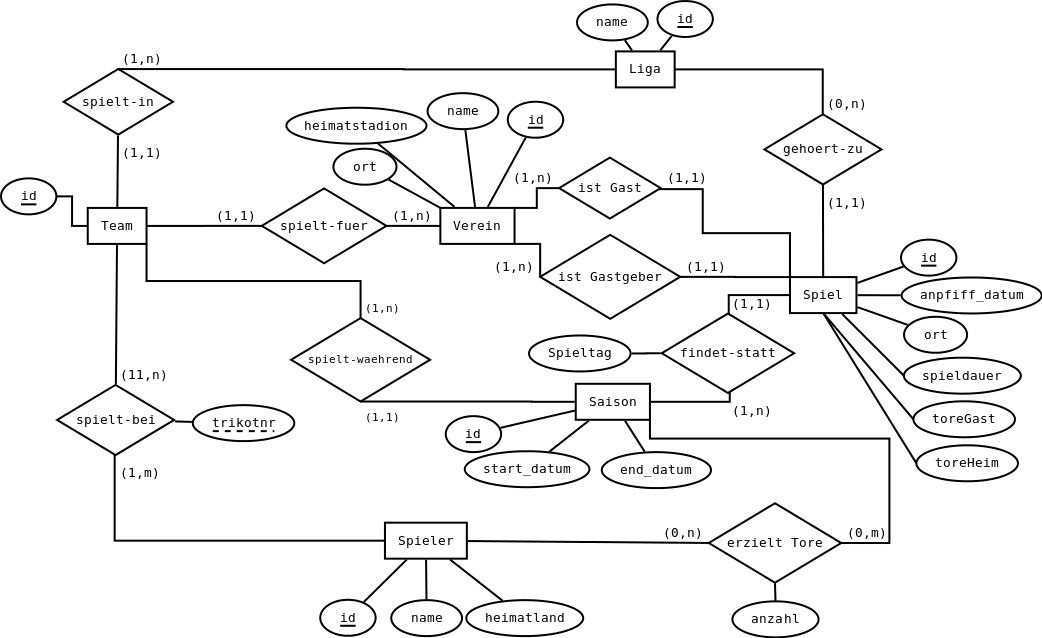 name
id
(1,n)
Liga
spielt-in
(0,n)
heimatstadion
name
id
gehoert-zu
(1,1)
ort
(1,n)
ist Gast
(1,1)
id
(1,1)
Team
(1,1)
spielt-fuer
(1,n)
Verein
(1,n)
ist Gastgeber
(1,1)
id
Spiel
anpfiff_datum
(1,n)
(1,1)
ort
spielt-waehrend
Spieltag
findet-statt
(11,n)
spieldauer
Saison
(1,1)
(1,n)
spielt-bei
trikotnr
toreGast
id
(1,m)
start_datum
end_datum
toreHeim
Spieler
(0,n)
erzielt Tore
(0,m)
id
name
heimatland
anzahl